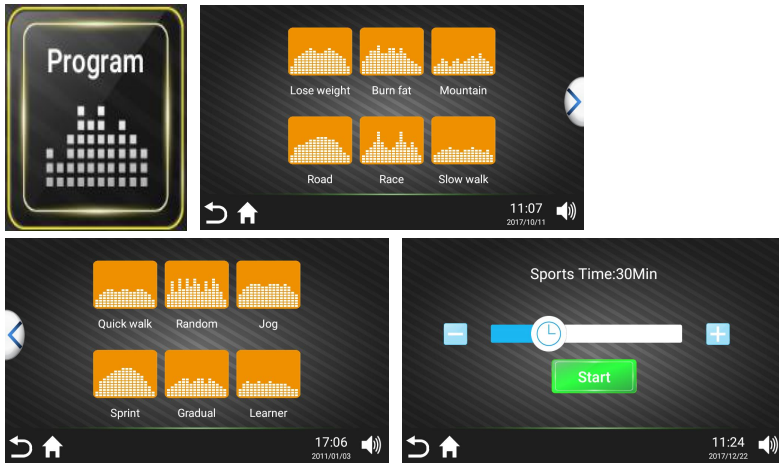 Program
Lose weight Burn fat Mountain
Road Race Slow walk
11:07
2017/10/11
Quick walk Random Jog
Sprint Gradual Learner
17:06
2011/01/03
Sports Time:30Min
Start
11:24
2017/12/22